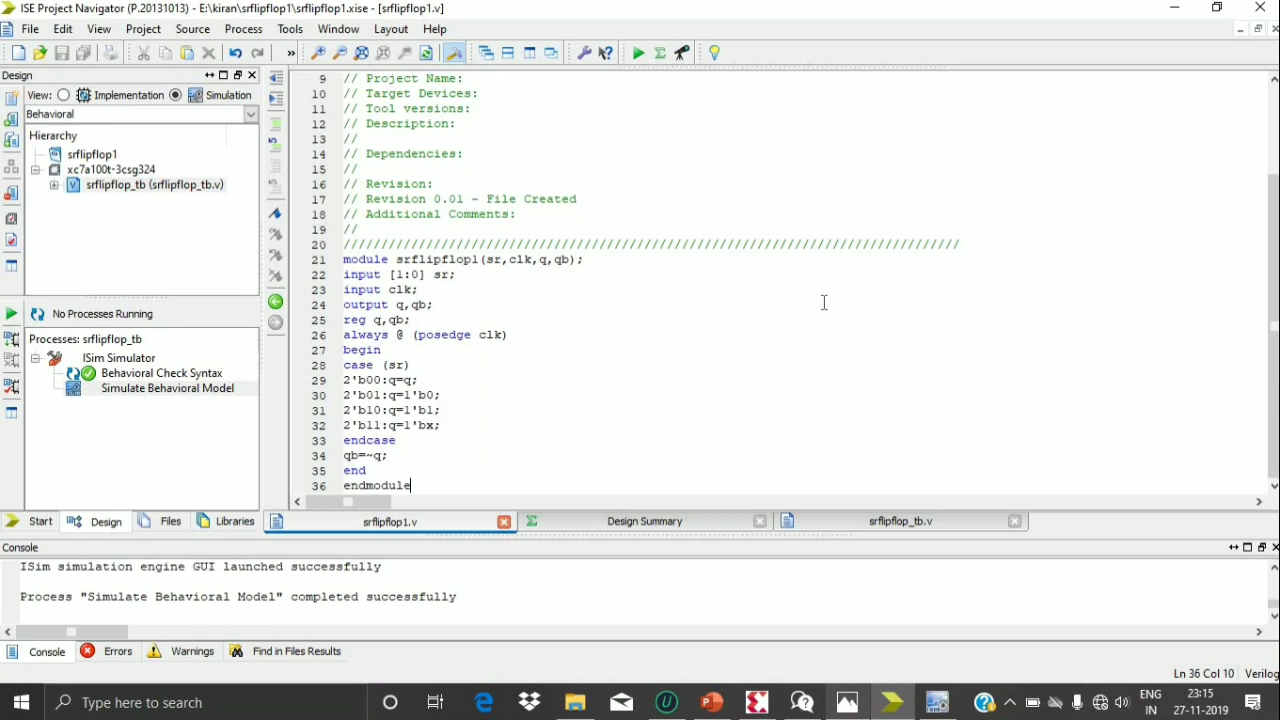 ISE Project Navigator (P.20131013) - E:\kiran\srflipflop1\srflipflop1.xise - [srflipflop1.v]
File Edit View Project Source Process Tools Window Layout Help
»
Design
View: Implementation Simulation
Behavioral
Hierarchy
srflipflop1
xc7a100t-3csg324
srflipflop_tb (srflipflop_tb.v)
No Processes Running
Processes: srflipflop_tb
ISim Simulator
Behavioral Check Syntax
Simulate Behavioral Model
Start Design Files Libraries
9 // Project Name:
10 // Target Devices:
11 // Tool versions:
12 // Description:
13 //
14 // Dependencies:
15 //
16 // Revision:
17 // Revision 0.01 - File Created
18 // Additional Comments:
19 //
20 //////////////////////////////////////////////////////////////////////////////////
21 module srflipflop1(sr,clk,q,qb);
22 input [1:0] sr;
23 input clk;
24 output q,qb;
25 reg q,qb;
26 always @ (posedge clk)
27 begin
28 case (sr)
29 2'b00:q=q;
30 2'b01:q=1'b0;
31 2'b10:q=1'b1;
32 2'b11:q=1'bx;
33 endcase
34 qb=~q;
35 end
36 endmodule
srflipflop1.v Design Summary srflipflop_tb.v
Console
ISim simulation engine GUI launched successfully
Process "Simulate Behavioral Model" completed successfully
Console Errors Warnings Find in Files Results
Ln 36 Col 10 Verilog
Type here to search
ENG
IN
23:15
27-11-2019